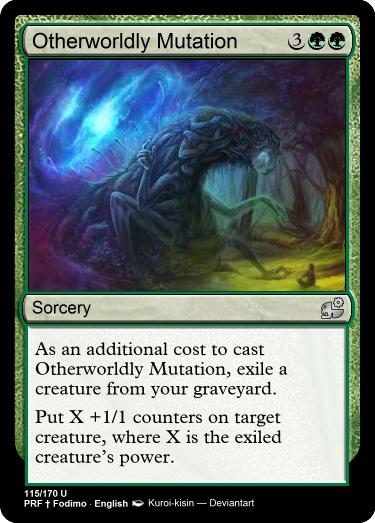 Otherworldly Mutation 3
Sorcery
As an additional cost to cast
Otherworldly Mutation, exile a
creature from your graveyard.
Put X +1/1 counters on target
creature, where X is the exiled
creature's power.
115/170 U
PRF † Fodimo · English Kuroi-kisin — Deviantart